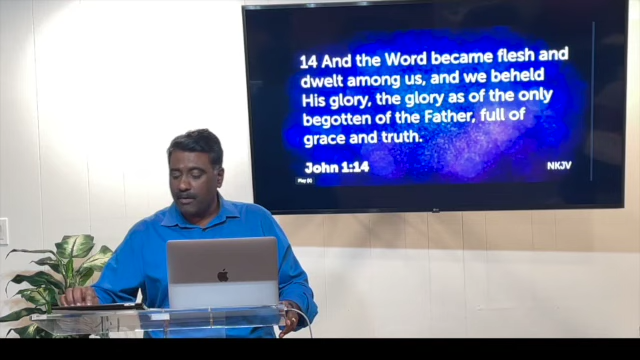 14 And the Word became flesh and
dwelt among us, and we beheld
His glory, the glory as of the only
begotten of the Father, full of
grace and truth.
John 1:14
NKJV
Play (k)